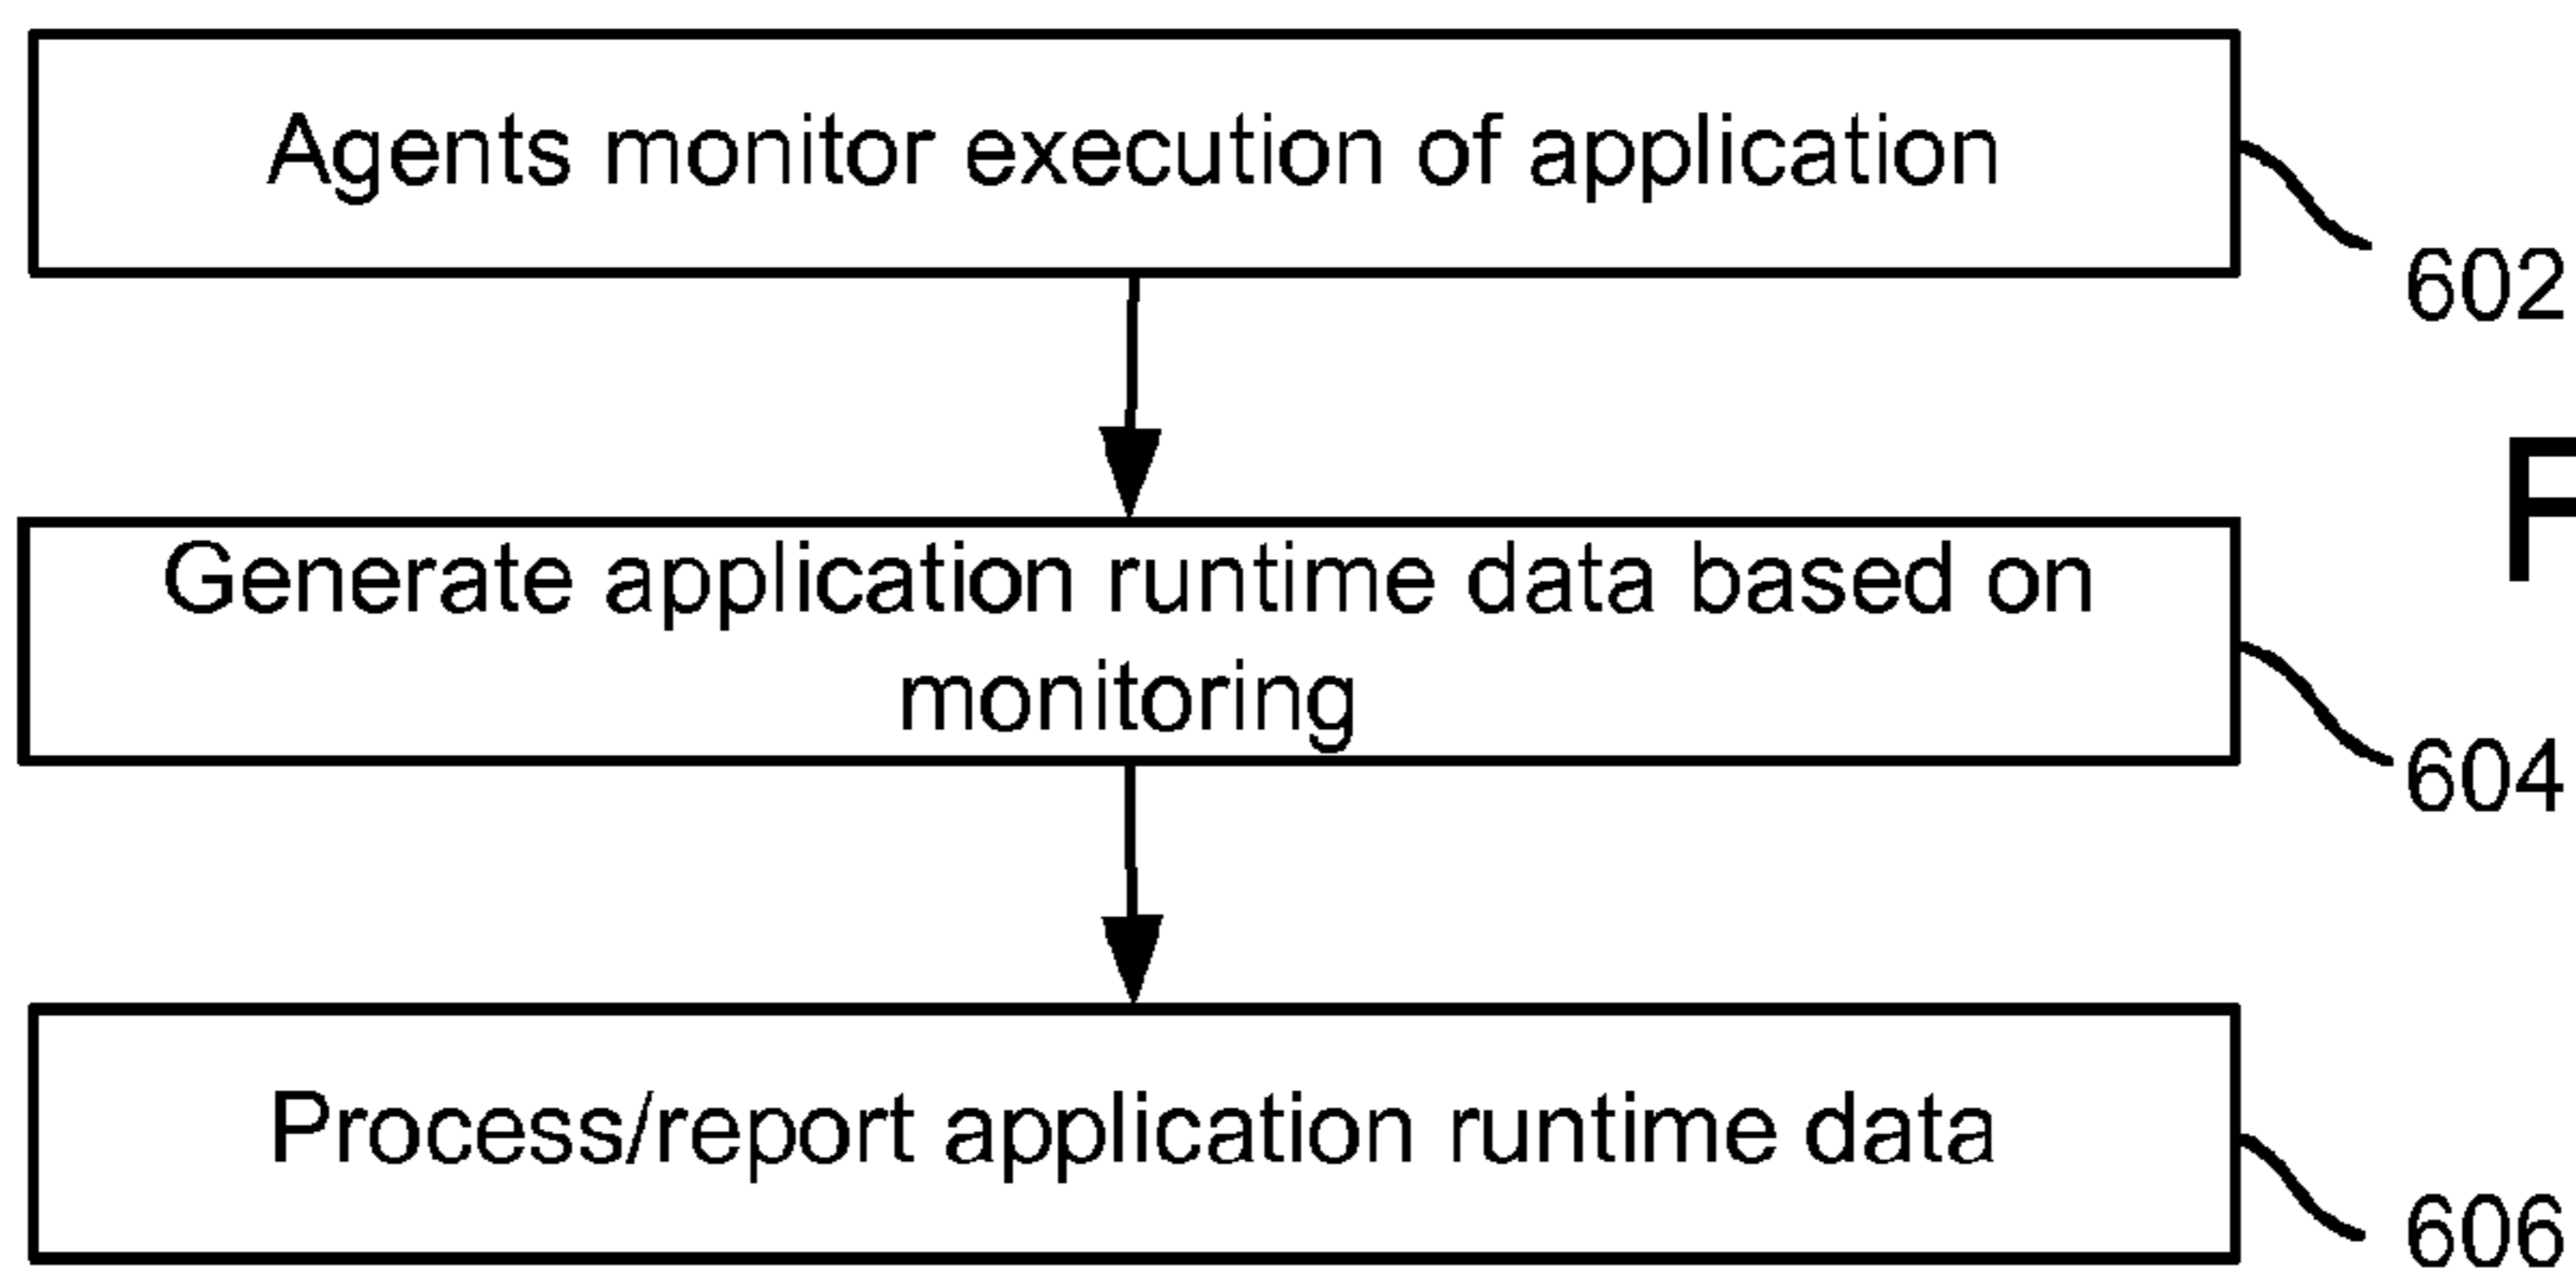 Agents monitor execution of application
602
F
Generate application runtime data based on
monitoring
604
Process/report application runtime data
606